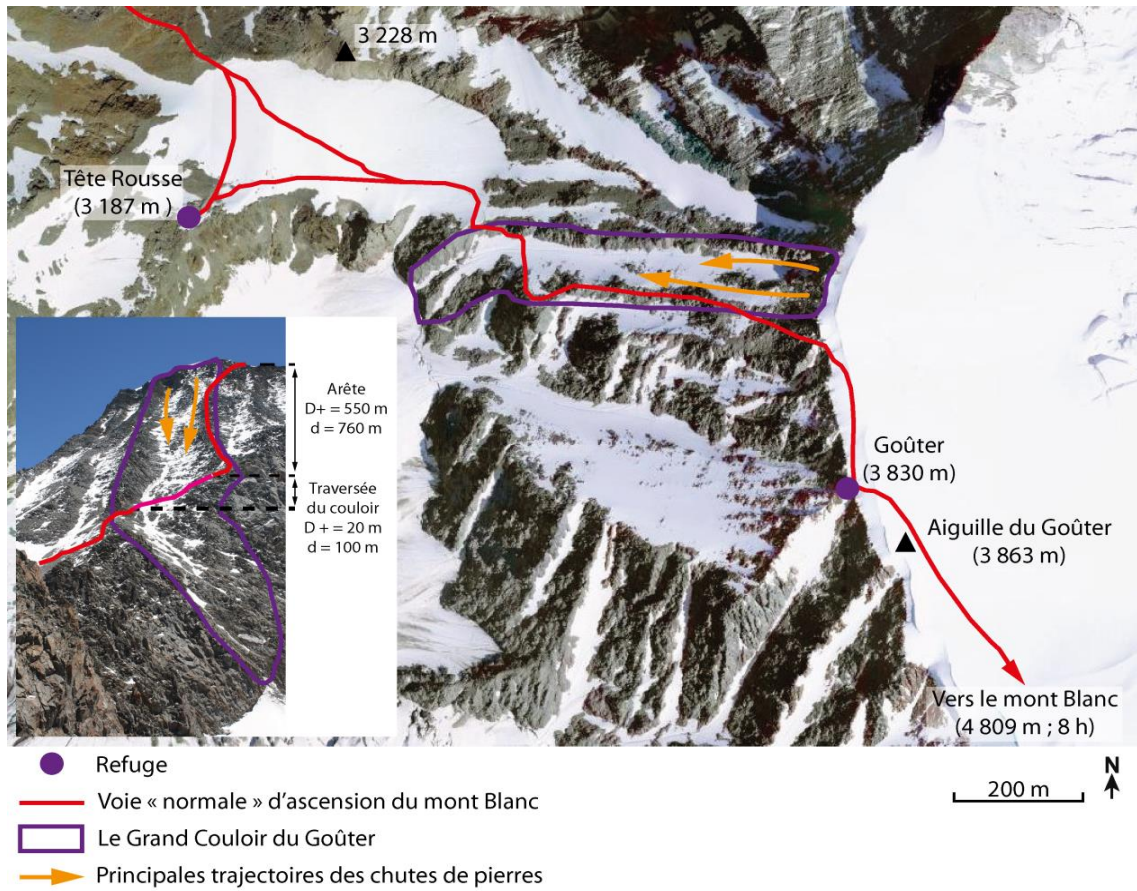 3 228 m
Tête Rousse
(3 187 m )
Arête
D+ = 550 m
d = 760 m
Traversée
du couloir
D + = 20 m
d = 100 m
Goûter
(3 830 m)
Aiguille du Goûter
(3 863 m)
Vers le mont Blanc
(4 809 m ; 8 h)
Refuge
Voie « normale » d’ascension du mont Blanc
Le Grand Couloir du Goûter
Principales trajectoires des chutes de pierres
200 m
N